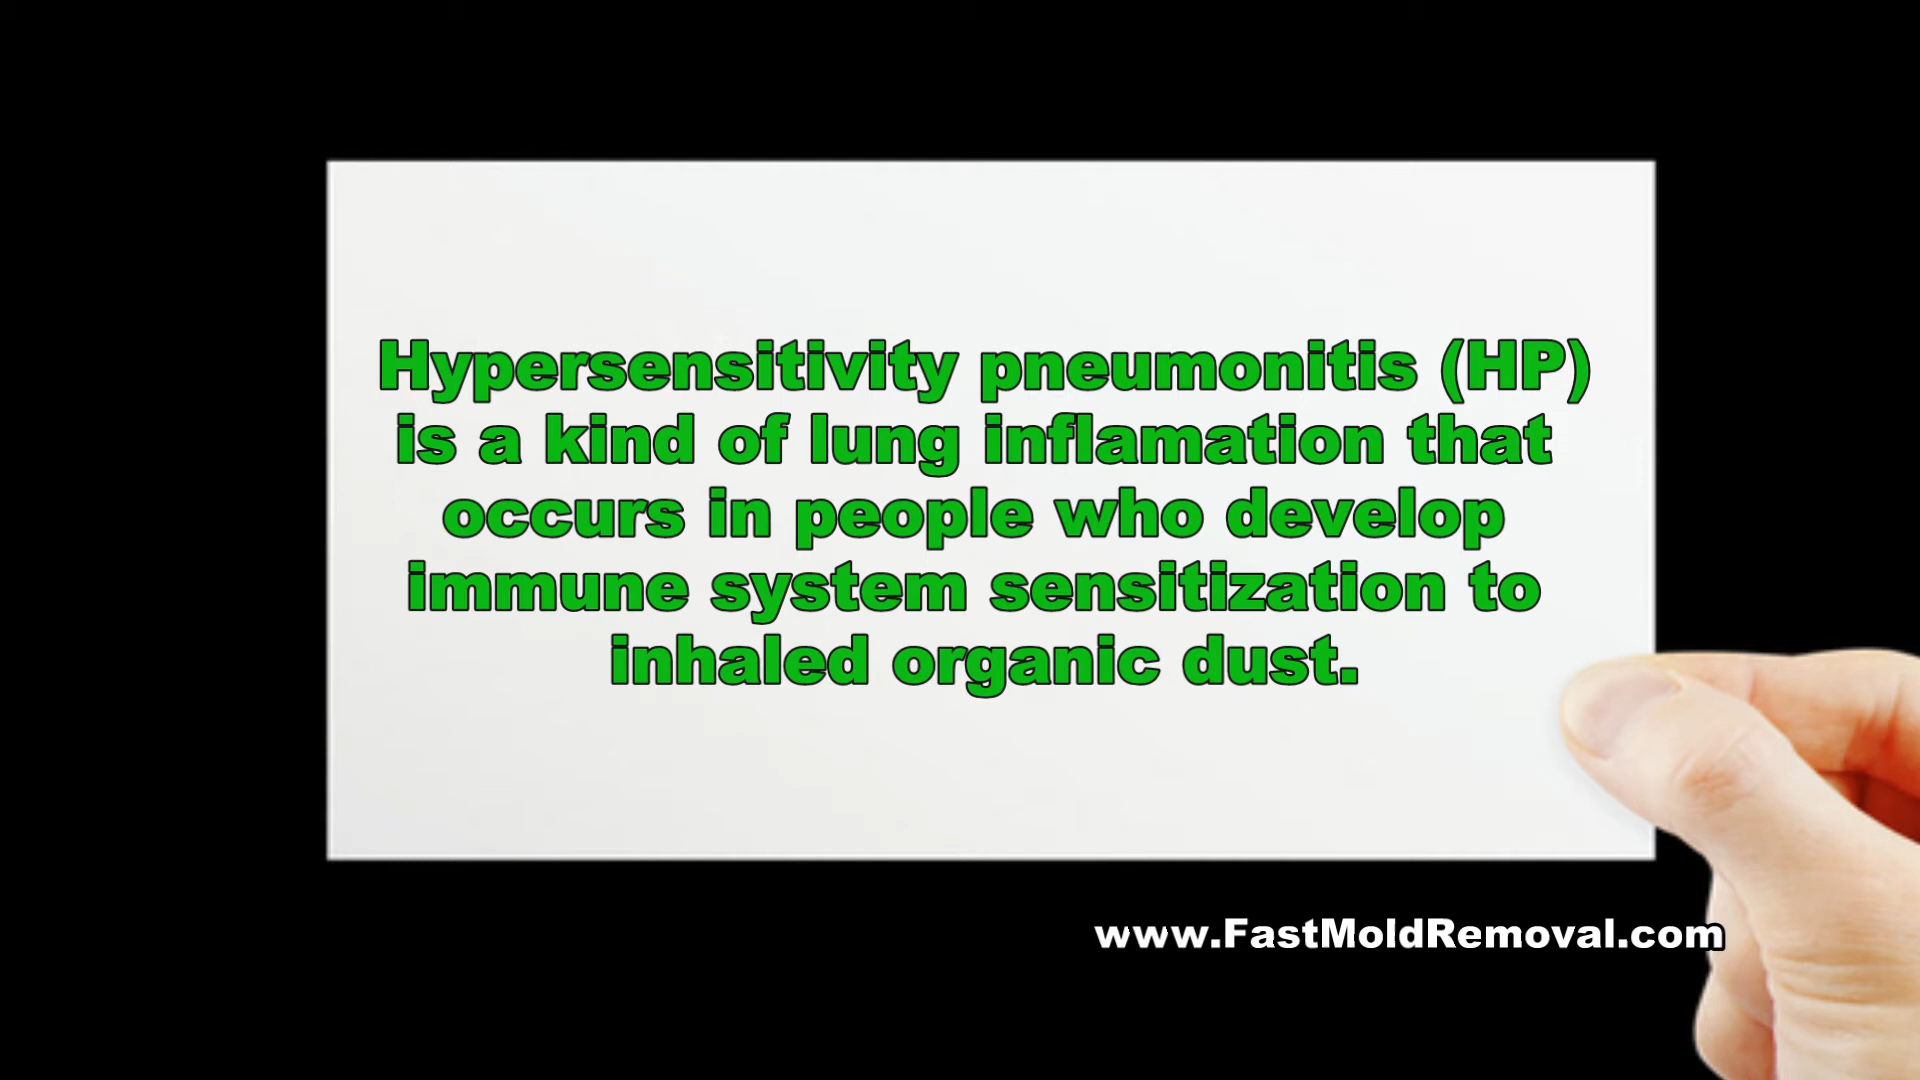 Hypersensitivity pneumonitis (HP)
is a kind of lung inflamation that
occurs in people who develop
immune system sensitization to
inhaled organic dust.
www.FastMoldRemoval.com